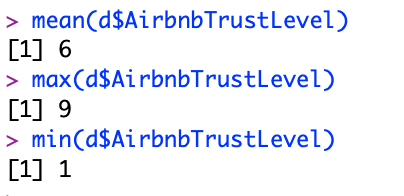 > mean(d$AirbnbTrustLevel)
[1] 6
> max(d$AirbnbTrustLevel)
[1] 9
> min(d$AirbnbTrustLevel)
[1] 1